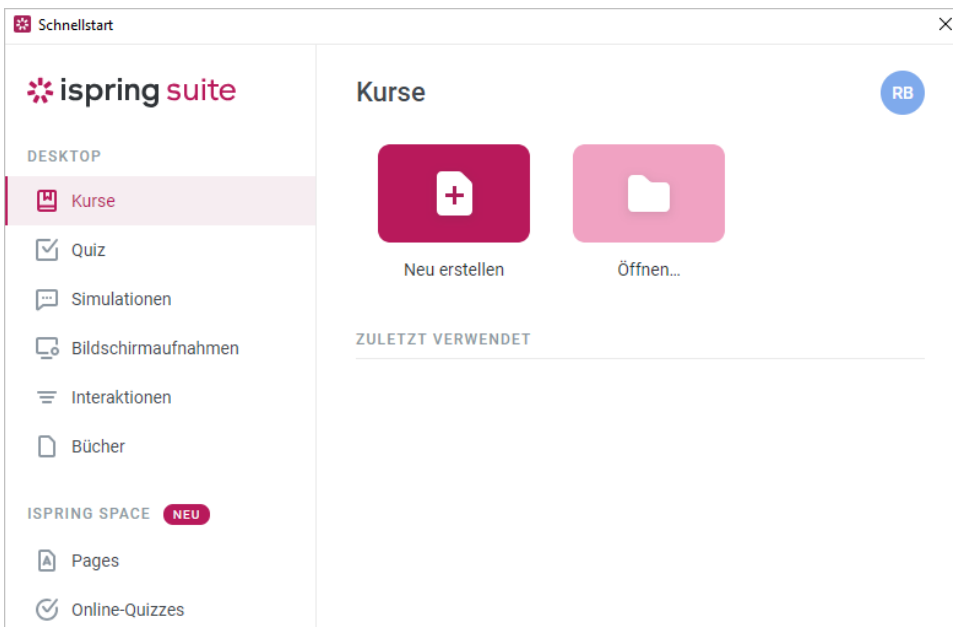 Schnellstart
ispring suite
DESKTOP
Kurse
Quiz
Simulationen
Bildschirmaufnahmen
Interaktionen
Bücher
ISPRING SPACE NEU
Pages
Online-Quizzes
Kurse
RB
Neu erstellen
Öffnen...
ZULETZT VERWENDET